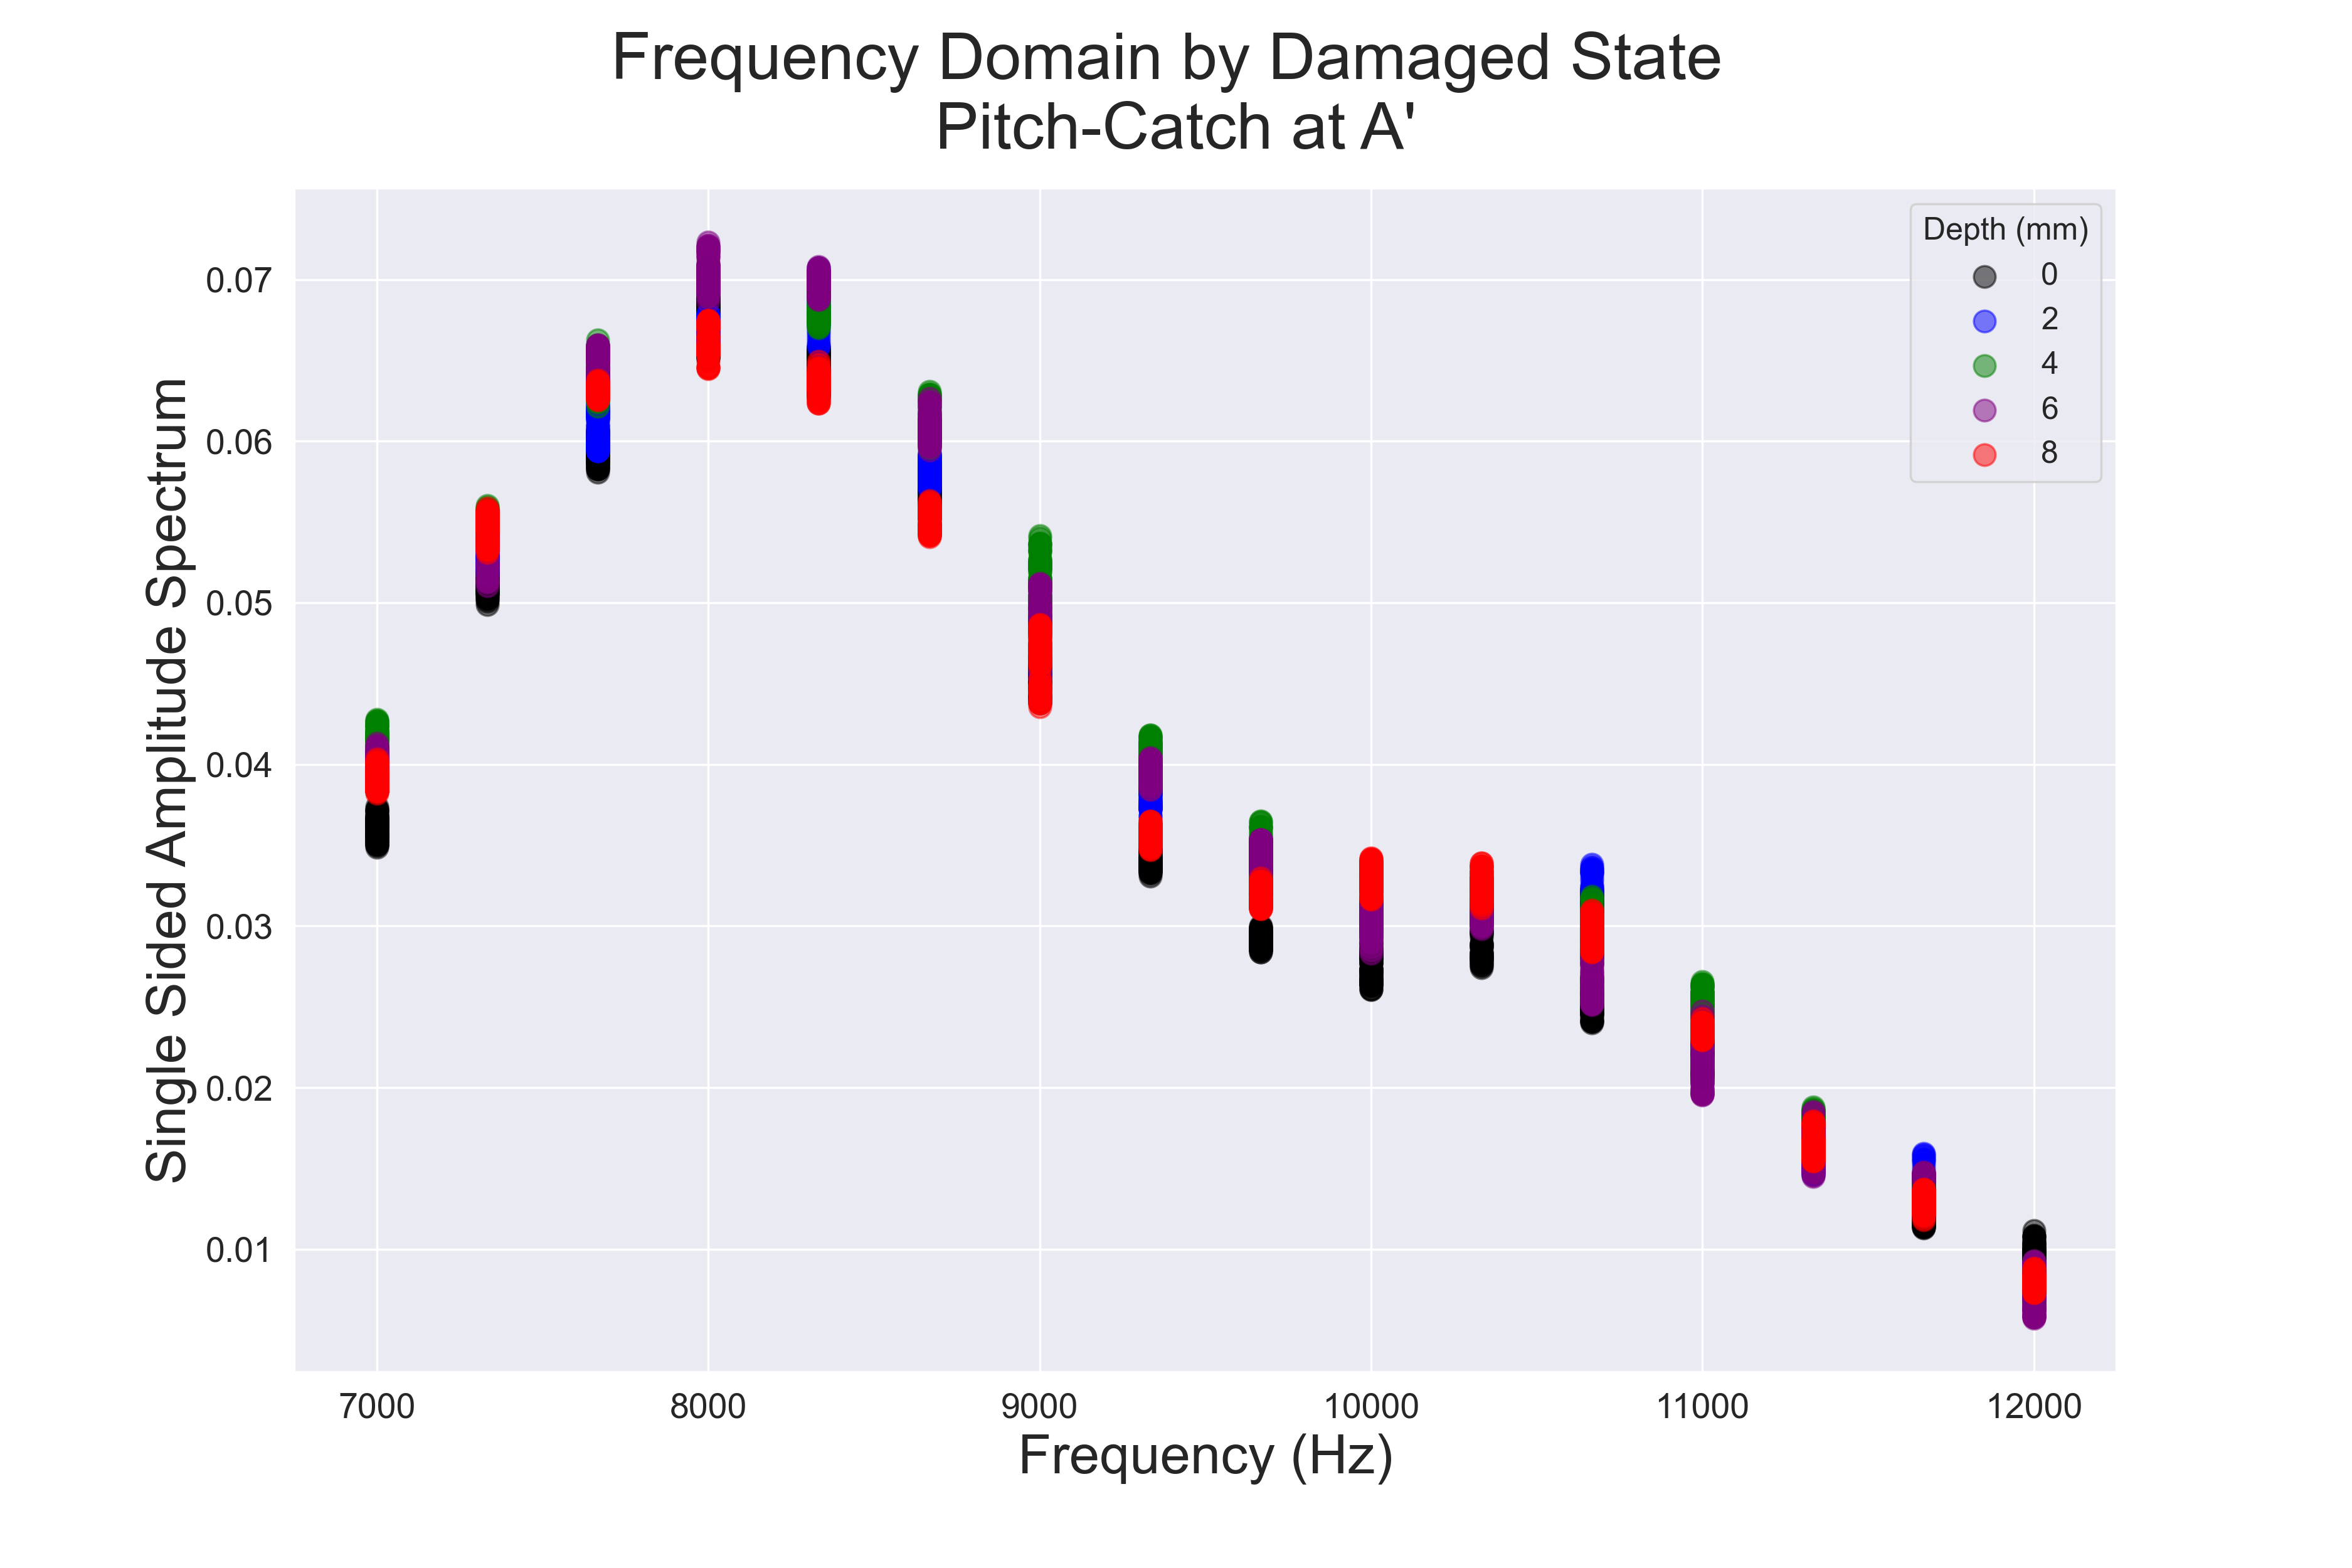 Frequency Domain by Damaged State
Pitch-Catch at A'
Single Sided Amplitude Spectrum
0.07
0.06
0.05
0.04
0.03
0.02
0.01
Depth (mm)
0
2
4
6
8
7000 8000 9000 10000 11000 12000
Frequency (Hz)